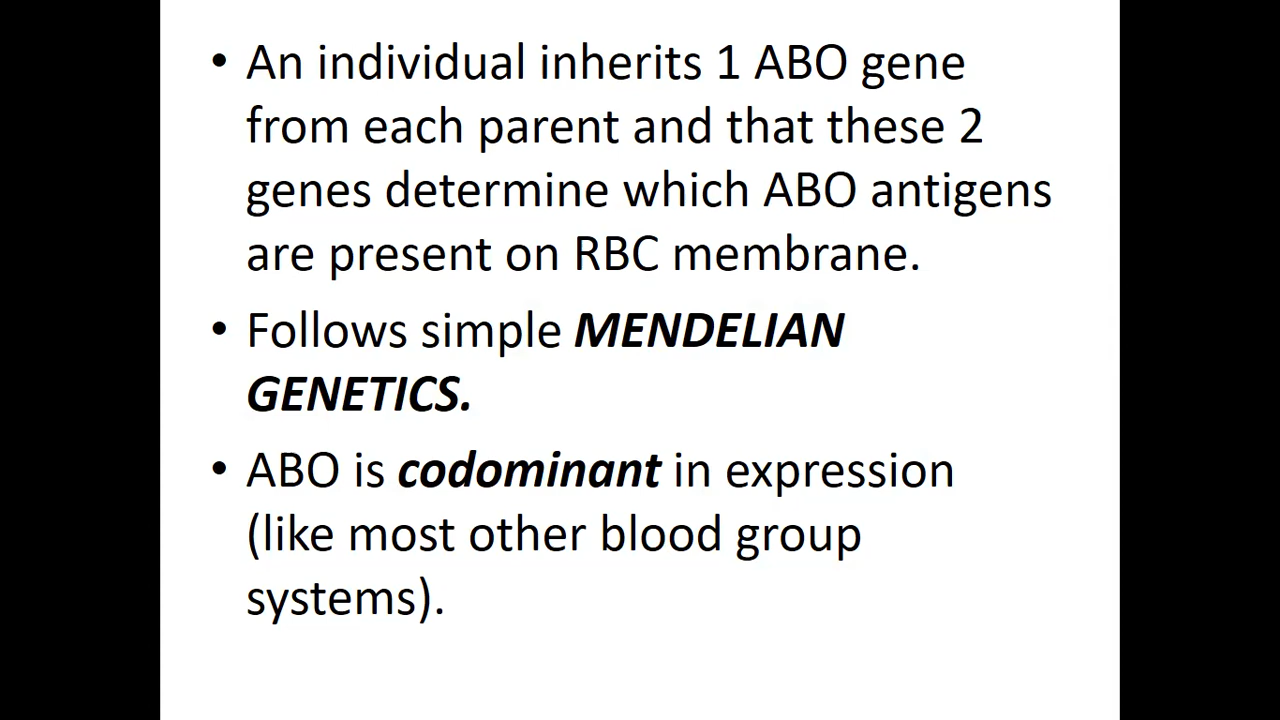 • An individual inherits 1 ABO gene
from each parent and that these 2
genes determine which ABO antigens
are present on RBC membrane.
• Follows simple MENDELIAN
GENETICS.
• ABO is codominant in expression
(like most other blood group
systems).